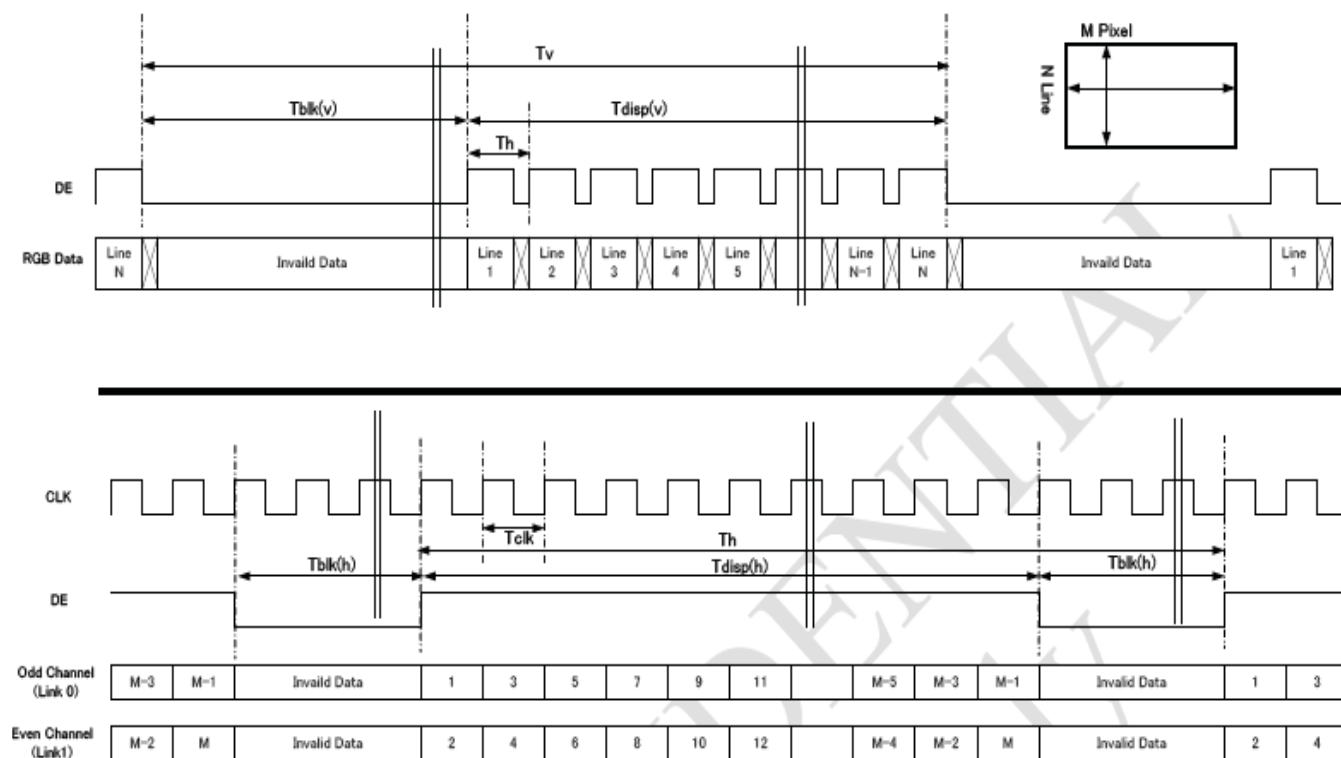 M Pixel
N Line
Tv
Tblk(v)
Tdisp(v)
Th
DE
RGB Data
Line N
Invaild Data
Line 1
Line 2
Line 3
Line 4
Line 5
Line N-1
Line N
Invaild Data
Line 1
CLK
Tclk
Th
Tblk(h)
Tdisp(h)
Tblk(h)
DE
Odd Channel (Link 0)
M-3 M-1 Invaild Data 1 3 5 7 9 11 M-5 M-3 M-1 Invalid Data 1 3
Even Channel (Link1)
M-2 M Invalid Data 2 4 6 8 10 12 M-4 M-2 M Invalid Data 2 4